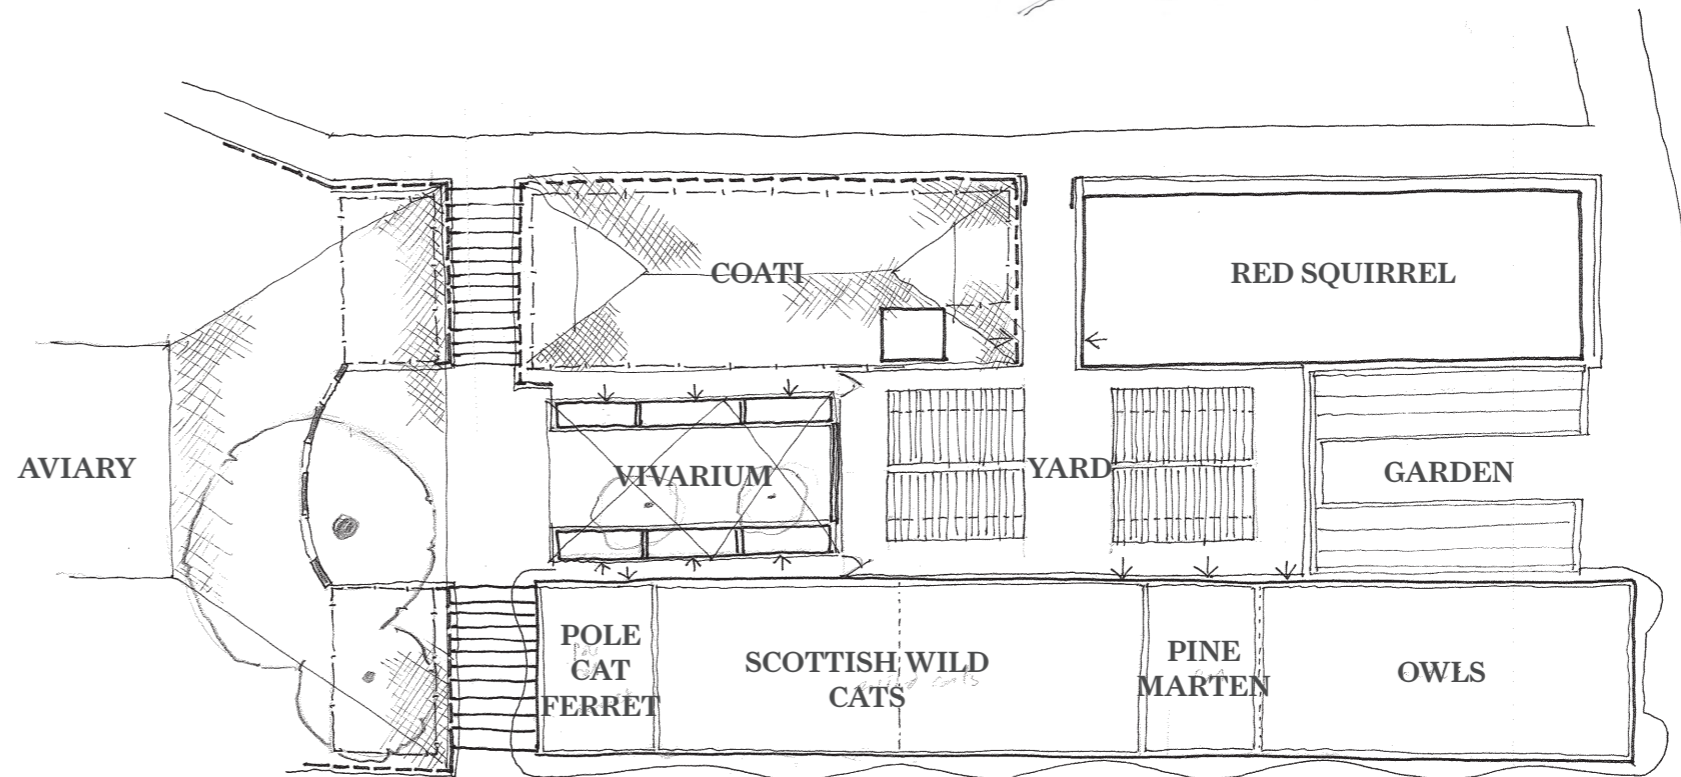 COATI
RED SQUIRREL
AVIARY
VIVARIUM
YARD
GARDEN
POLE
CAT
FERRET
SCOTTISH WILD
CATS
PINE
MARTEN
OWLS